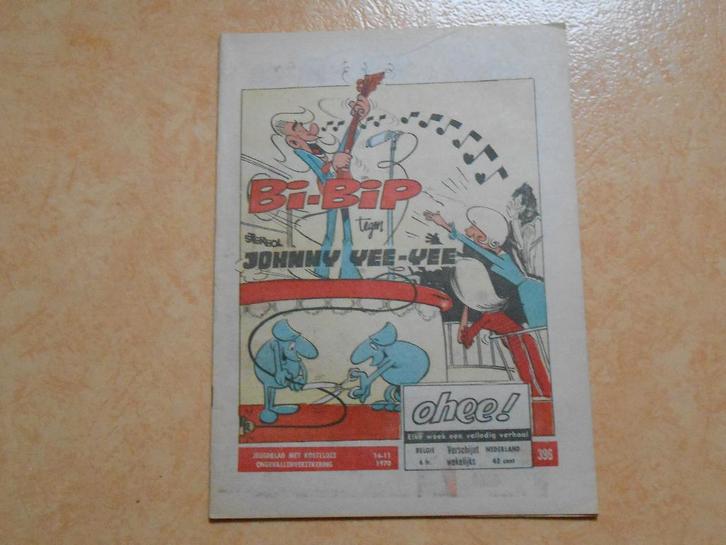 Bi-Bip
tegen
JOHNNY YEE-YEE
ohee!
Elke week een volledig verhaal
BELGIE
6 fr.
Verschijnt
wekelijks
NEDERLAND
42 cent
396
JEUGDBLAD MET KOSTELOZE
ONGEVALLENVERZEKERING
14-11
1970